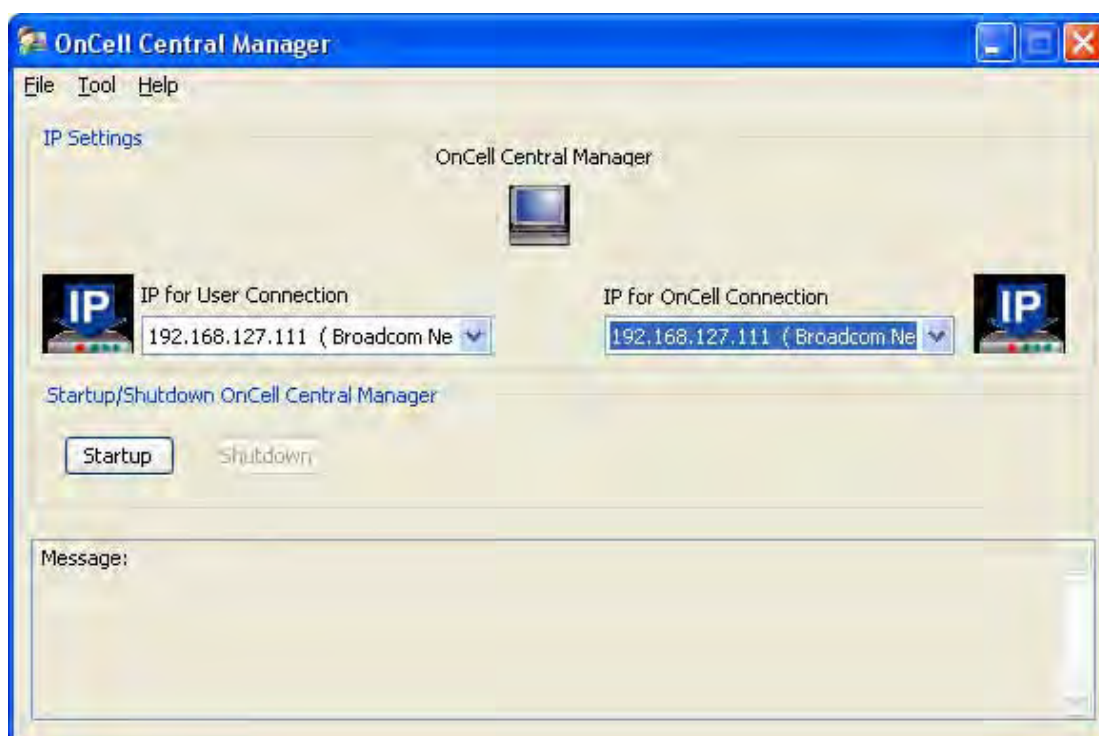 OnCell Central Manager
File Tool Help
IP Settings
OnCell Central Manager
IP
IP for User Connection
192.168.127.111 ( Broadcom Ne
IP for OnCell Connection
192.168.127.111 ( Broadcom Ne
IP
Startup/Shutdown OnCell Central Manager
Startup Shutdown
Message: